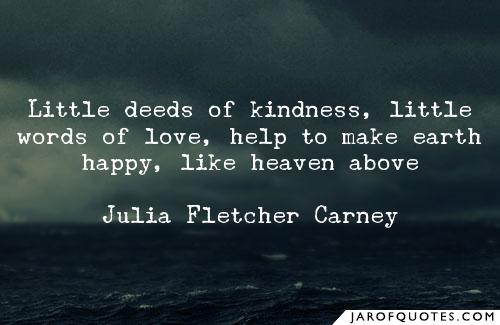 Little deeds of kindness, little
words of love, help to make earth
happy, like heaven above
Julia Fletcher Carney
JAROFQUOTES.COM